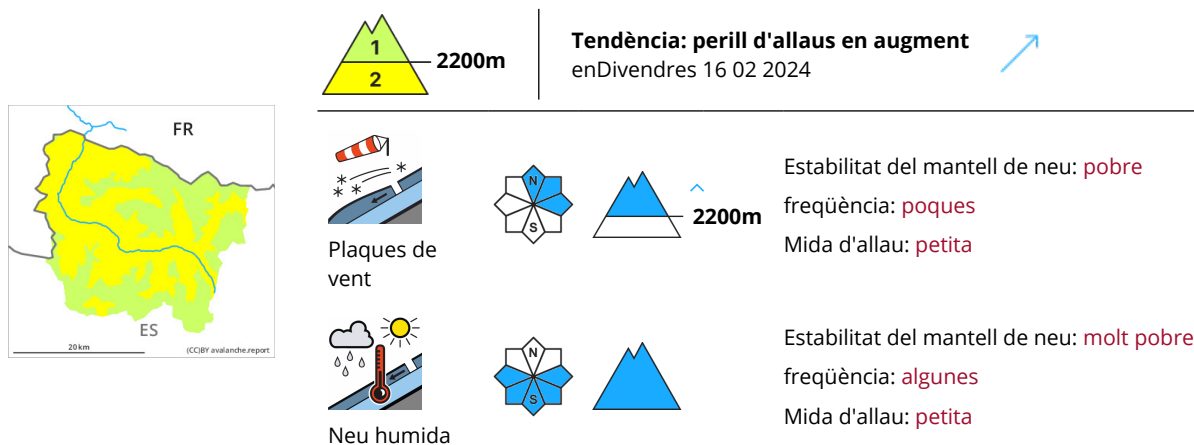 1
2
2200m
Tendència: perill d'allaus en augment
enDivendres 16 02 2024
FR
ES
20 km
(CC)BY avalanche.report
Plaques de
vent
N
S
2200m
Estabilitat del mantell de neu: pobre
freqüència: poques
Mida d'allau: petita
Neu humida
N
S
Estabilitat del mantell de neu: molt pobre
freqüència: algunes
Mida d'allau: petita